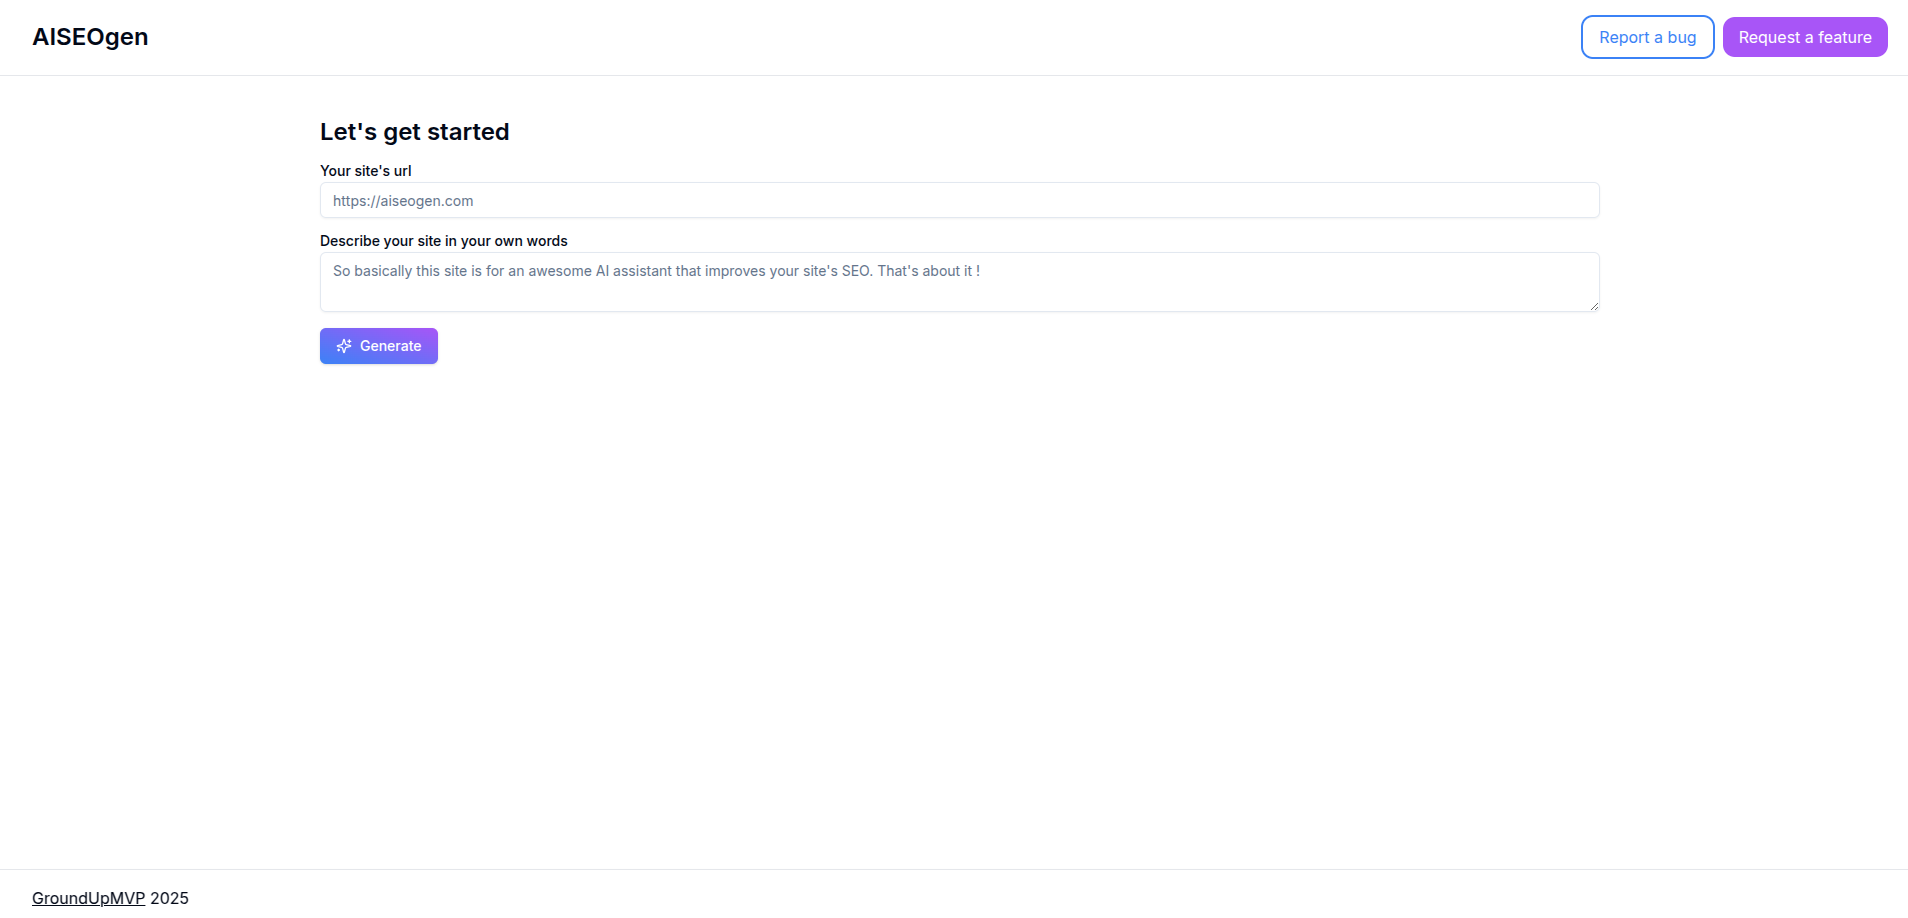 AISEOgen
Report a bug
Request a feature
Let's get started
Your site's url
https://aiseogen.com
Describe your site in your own words
So basically this site is for an awesome AI assistant that improves your site's SEO. That's about it !
Generate
GroundUpMVP 2025